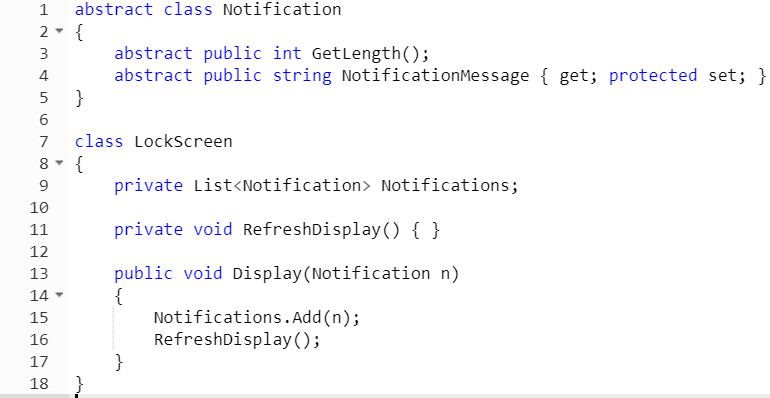 1 abstract class Notification
2 {
3     abstract public int GetLength();
4     abstract public string NotificationMessage { get; protected set; }
5 }
6
7 class LockScreen
8 {
9     private List<Notification> Notifications;
10
11     private void RefreshDisplay() { }
12
13     public void Display(Notification n)
14     {
15         Notifications.Add(n);
16         RefreshDisplay();
17     }
18 }